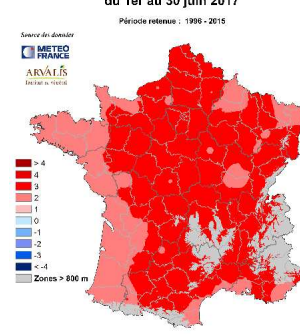 du 1er au 30 juin 2017
Période retenue : 1996 - 2015
Source des données
METEO
FRANCE
ARVALIS
Institut du végétal
> 4
4
3
2
1
0
-1
-2
-3
< -4
Zones > 800 m